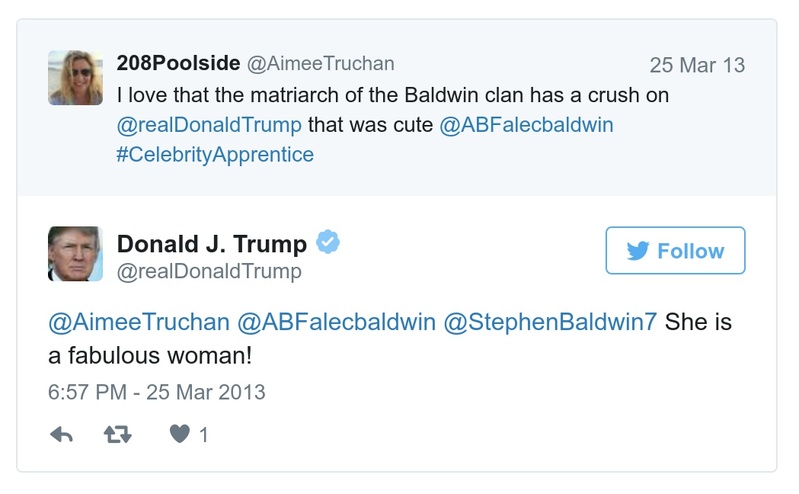 208Poolside @AimeeTruchan 25 Mar 13
I love that the matriarch of the Baldwin clan has a crush on
@realDonaldTrump that was cute @ABFalecbaldwin
#CelebrityApprentice
Donald J. Trump
@realDonaldTrump
Follow
@AimeeTruchan @ABFalecbaldwin @StephenBaldwin7 She is
a fabulous woman!
6:57 PM - 25 Mar 2013
1